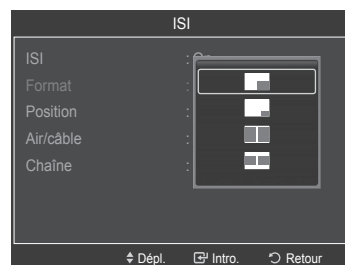 ISI
ISI :
Format :
Position :
Air/câble :
Chaîne :
Dépl. Intro. Retour